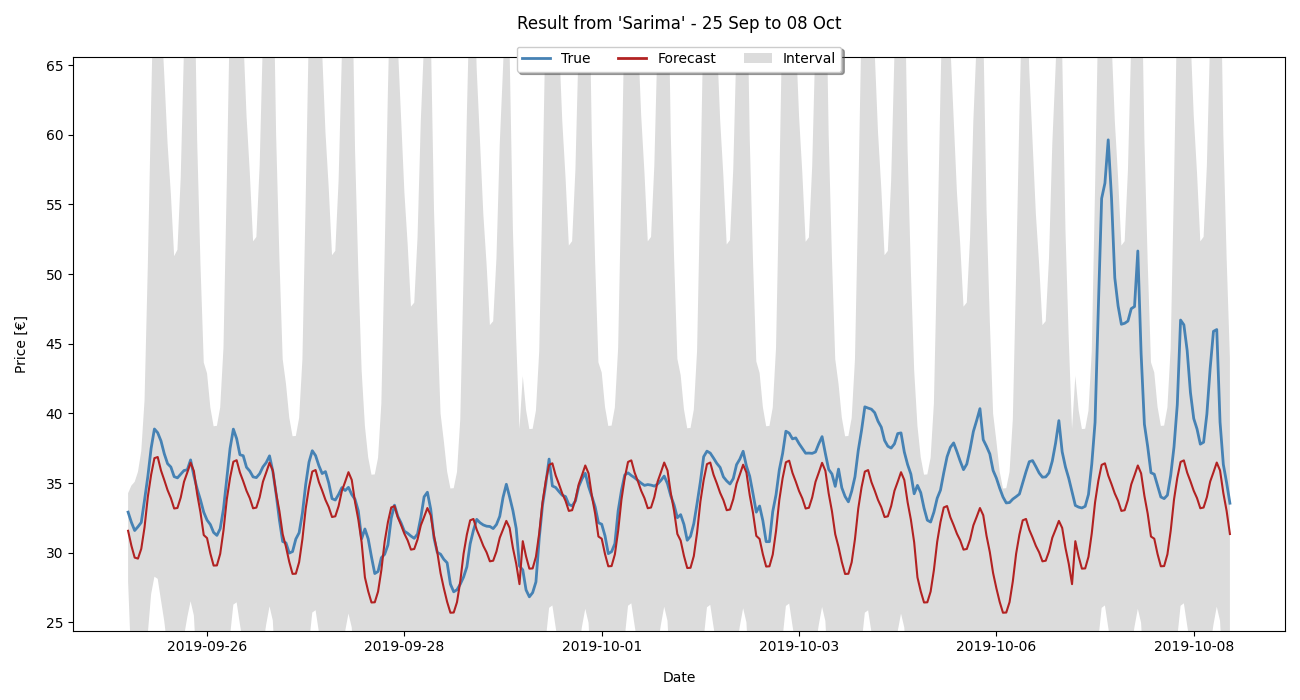 Result from 'Sarima' - 25 Sep to 08 Oct
True Forecast Interval
65
60
55
50
45
40
35
30
25
Price [€]
2019-09-26 2019-09-28 2019-10-01 2019-10-03 2019-10-06 2019-10-08
Date